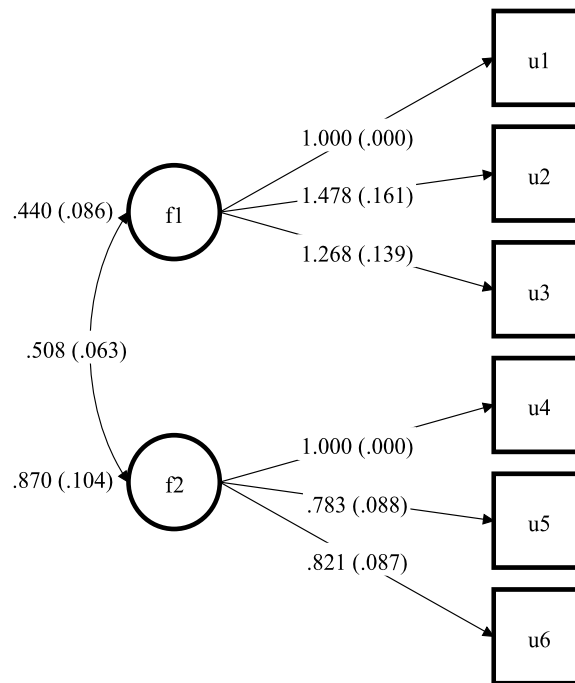 u1
1.000 (.000)
u2
1.478 (.161)
.440 (.086)
f1
1.268 (.139)
u3
.508 (.063)
u4
1.000 (.000)
.870 (.104)
f2
.783 (.088)
u5
.821 (.087)
u6